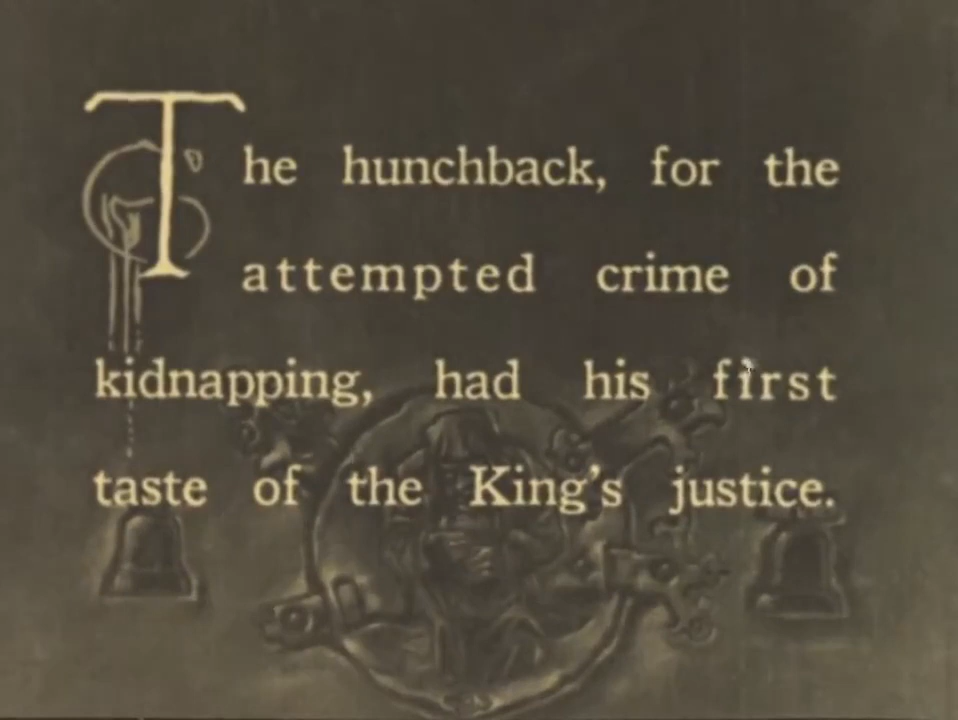 The hunchback, for the
attempted crime of
kidnapping, had his first
taste of the King's justice.